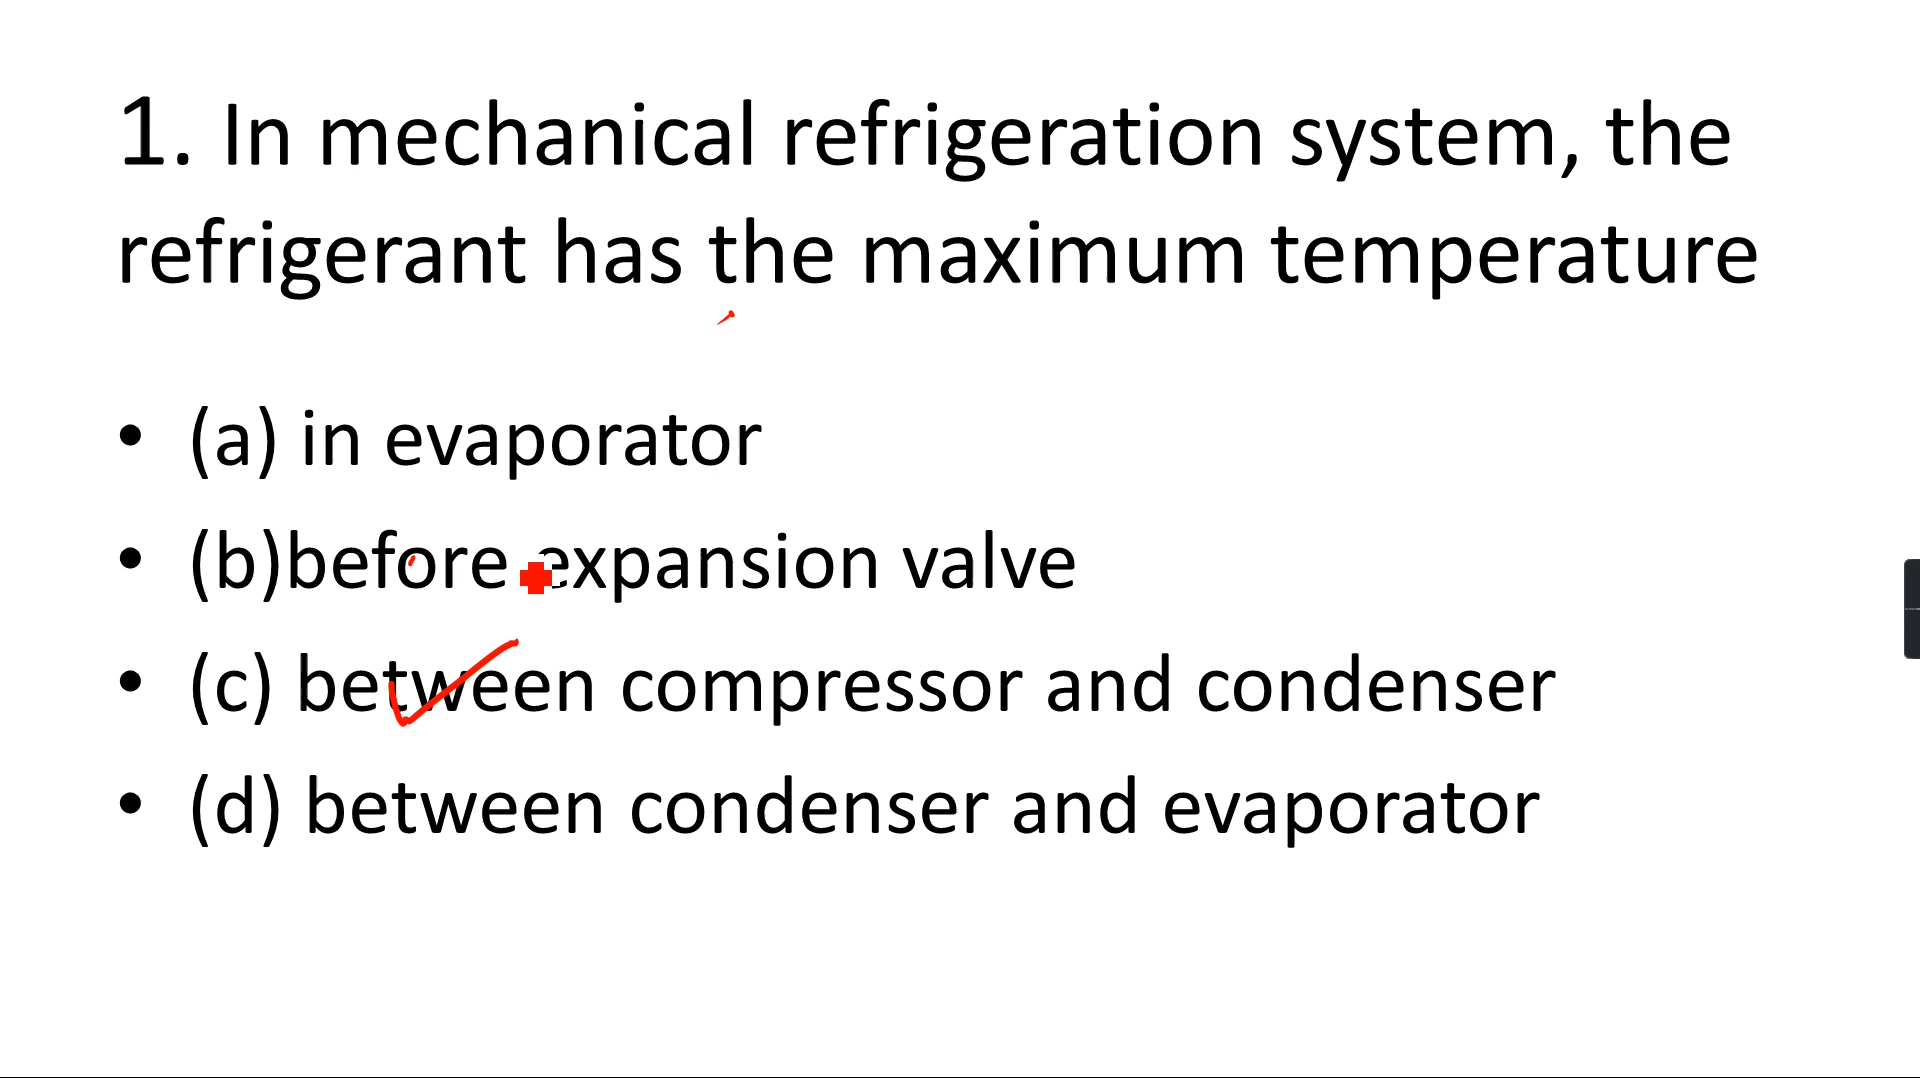 1. In mechanical refrigeration system, the
refrigerant has the maximum temperature
• (a) in evaporator
• (b)before expansion valve
• (c) between compressor and condenser
• (d) between condenser and evaporator